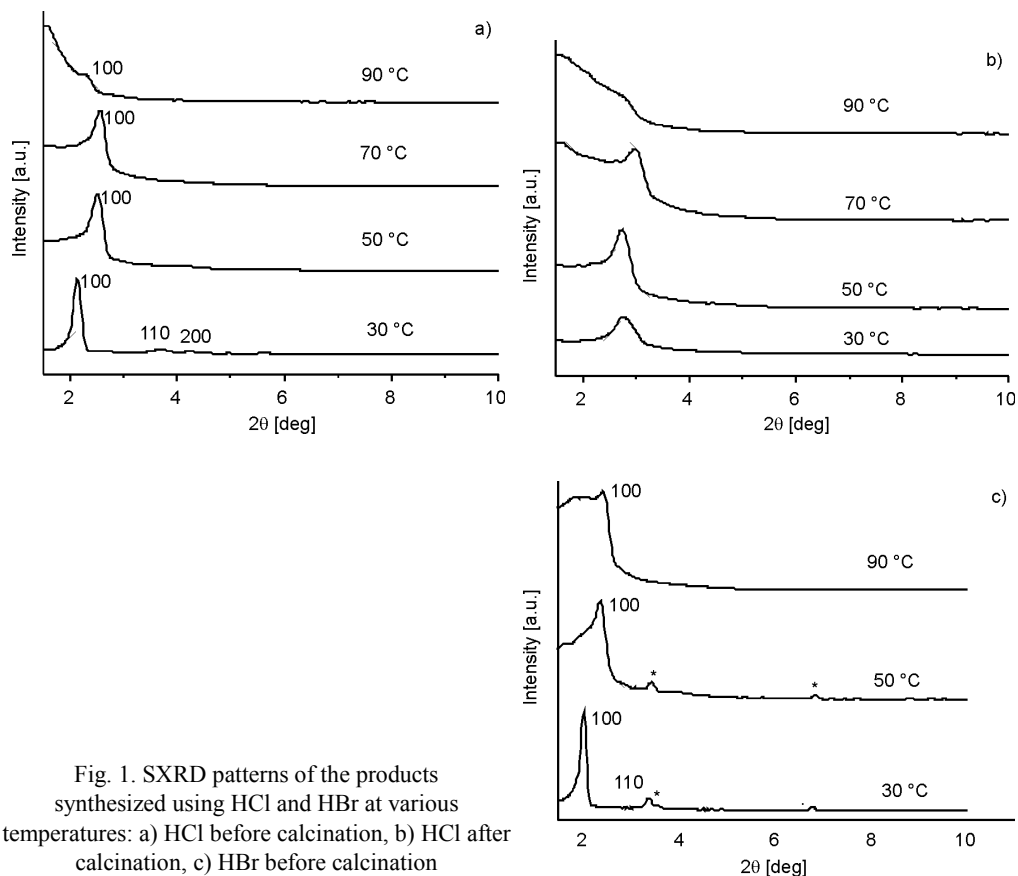 a)
100
90 °C
100
70 °C
100
50 °C
100
110
200
30 °C
Intensity [a.u.]
2 4 6 8 10
2θ [deg]
b)
90 °C
70 °C
50 °C
30 °C
Intensity [a.u.]
2 4 6 8 10
2θ [deg]
c)
100
90 °C
100
* *
50 °C
100
110 *
30 °C
Intensity [a.u.]
2 4 6 8 10
2θ [deg]
Fig. 1. SXRD patterns of the products
synthesized using HCl and HBr at various
temperatures: a) HCl before calcination, b) HCl after
calcination, c) HBr before calcination